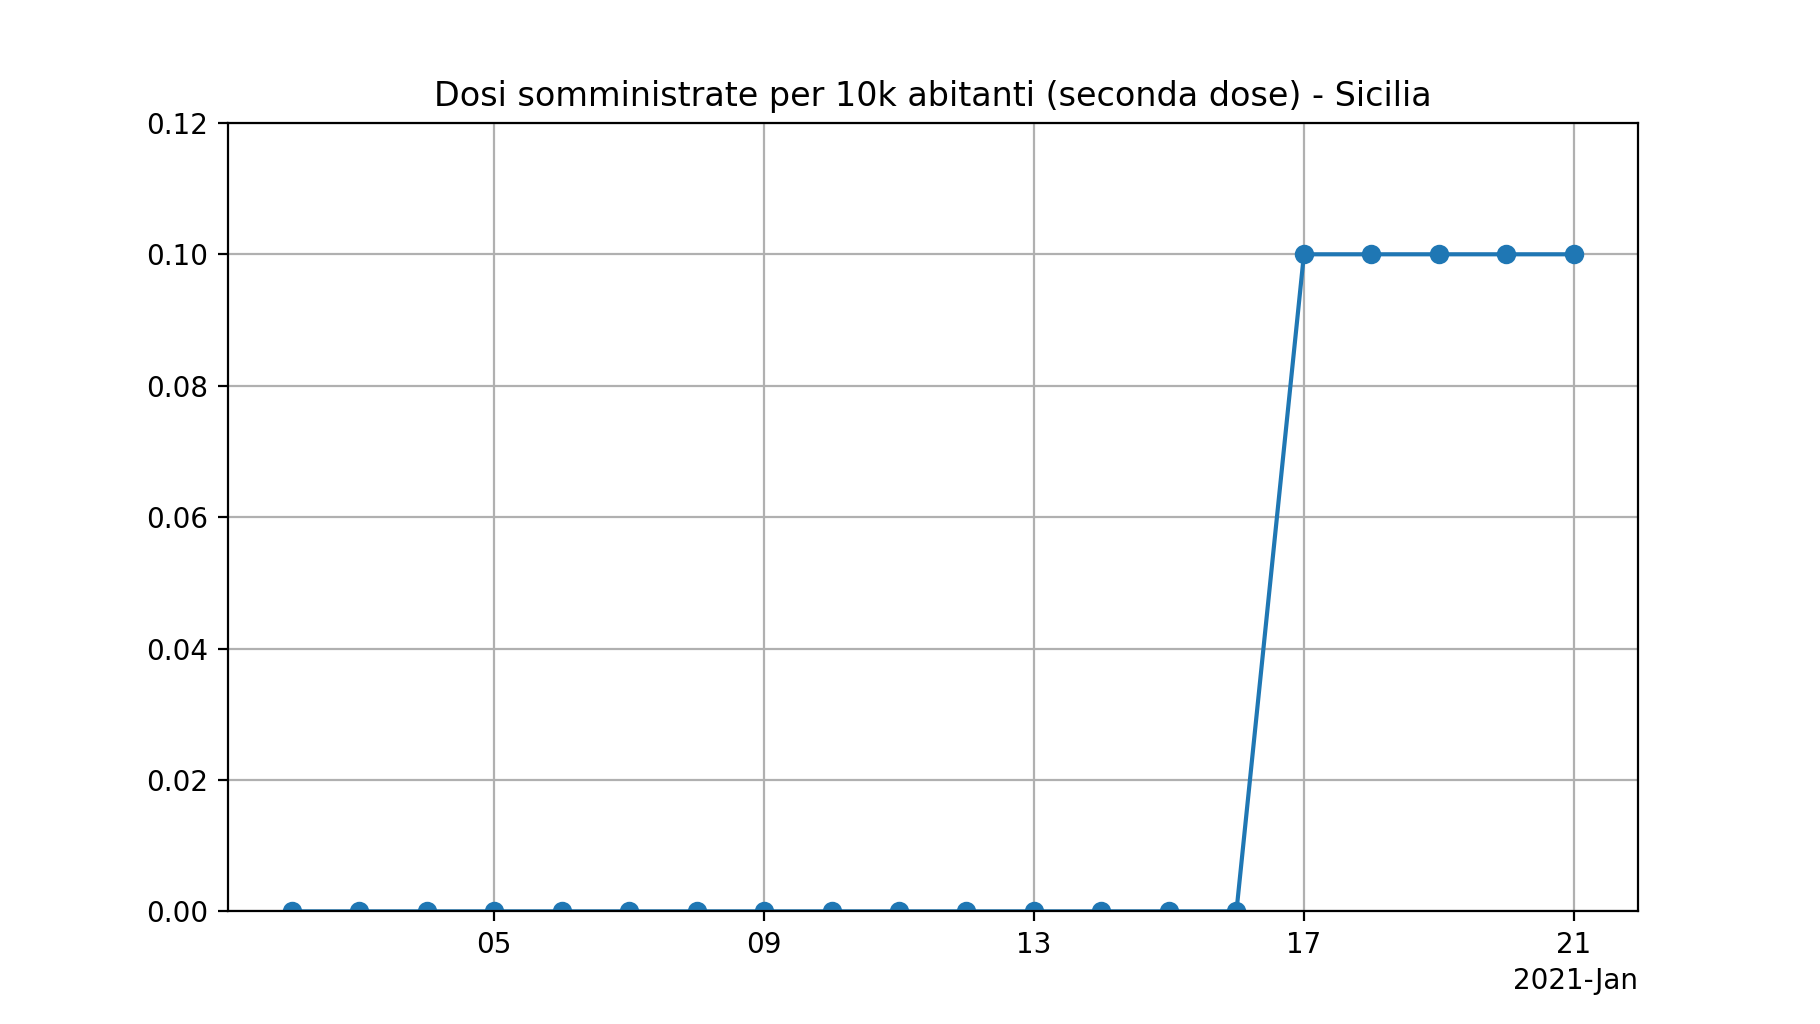 Dosi somministrate per 10k abitanti (seconda dose) - Sicilia
0.12
0.10
0.08
0.06
0.04
0.02
0.00
05 09 13 17 21
2021-Jan